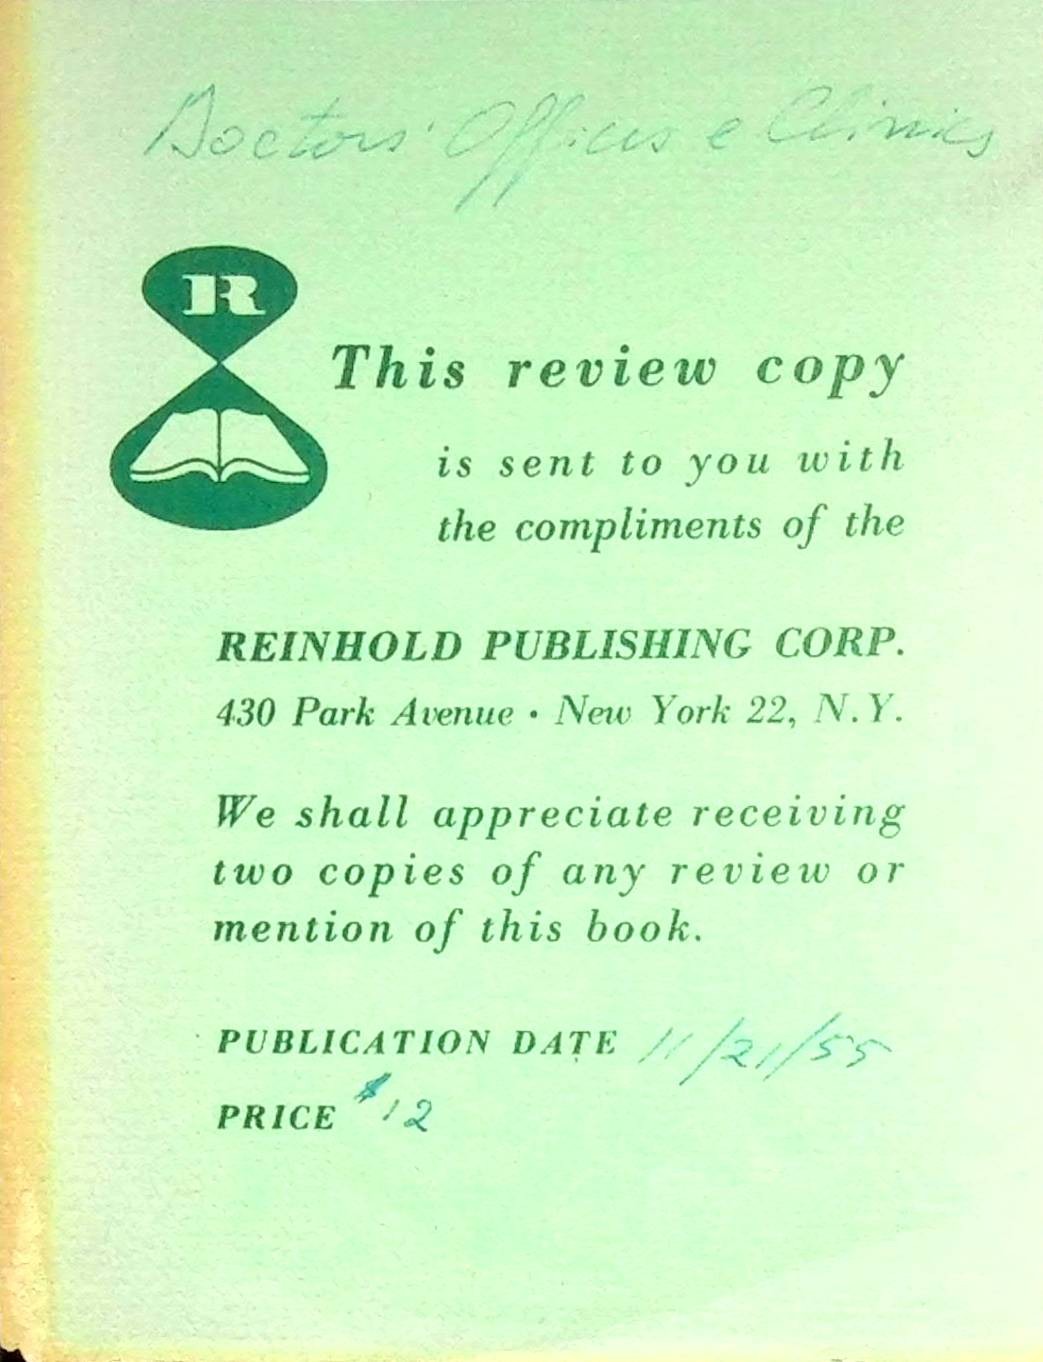 Doctors' Offices & Clinics
R
This review copy
is sent to you with
the compliments of the
REINHOLD PUBLISHING CORP.
430 Park Avenue • New York 22, N.Y.
We shall appreciate receiving
two copies of any review or
mention of this book.
PUBLICATION DATE 11/21/55
PRICE $12